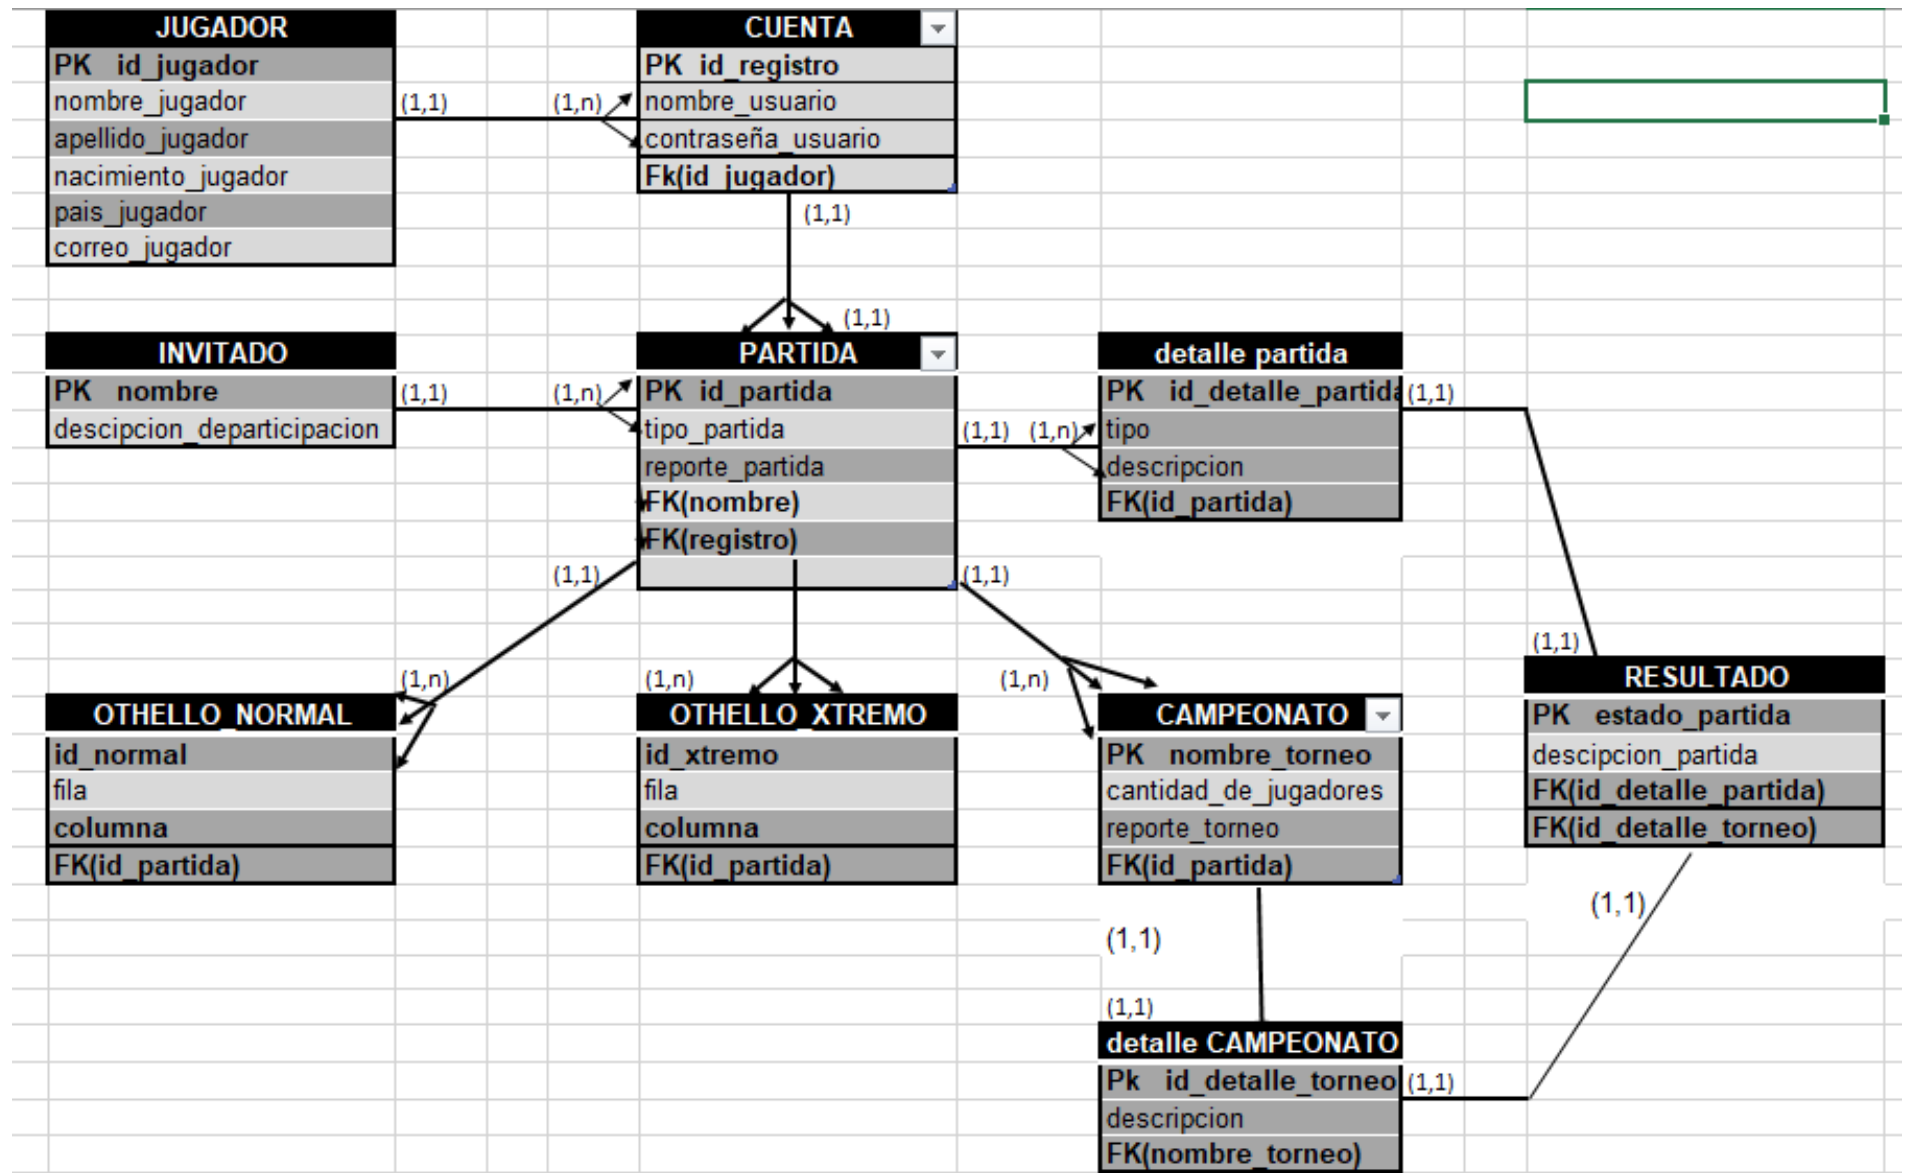 JUGADOR
PK id_jugador
nombre_jugador
apellido_jugador
nacimiento_jugador
pais_jugador
correo_jugador
(1,1)
(1,n)
CUENTA
PK id_registro
nombre_usuario
contraseña_usuario
Fk(id_jugador)
(1,1)
(1,1)
INVITADO
PK nombre
descipcion_departicipacion
(1,1)
(1,n)
PARTIDA
PK id_partida
tipo_partida
reporte_partida
FK(nombre)
FK(registro)
(1,1)
(1,n)
detalle partida
PK id_detalle_partida
tipo
descripcion
FK(id_partida)
(1,1)
(1,1)
(1,1)
(1,1)
(1,n)
(1,n)
(1,n)
OTHELLO_NORMAL
id_normal
fila
columna
FK(id_partida)
OTHELLO_XTREMO
id_xtremo
fila
columna
FK(id_partida)
CAMPEONATO
PK nombre_torneo
cantidad_de_jugadores
reporte_torneo
FK(id_partida)
RESULTADO
PK estado_partida
descipcion_partida
FK(id_detalle_partida)
FK(id_detalle_torneo)
(1,1)
(1,1)
(1,1)
detalle CAMPEONATO
Pk id_detalle_torneo
descripcion
FK(nombre_torneo)
(1,1)